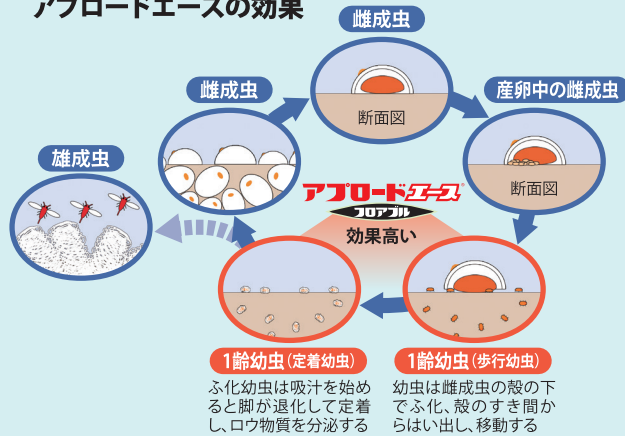 アプロードエースの効果
雌成虫
断面図
産卵中の雌成虫
断面図
雌成虫
雄成虫
アプロードエース®
フロアブル
効果高い
1齢幼虫(定着幼虫)
ふ化幼虫は吸汁を始め
ると脚が退化して定着
し、ロウ物質を分泌する
1齢幼虫(歩行幼虫)
幼虫は雌成虫の殻の下
でふ化、殻のすき間か
らはい出し、移動する